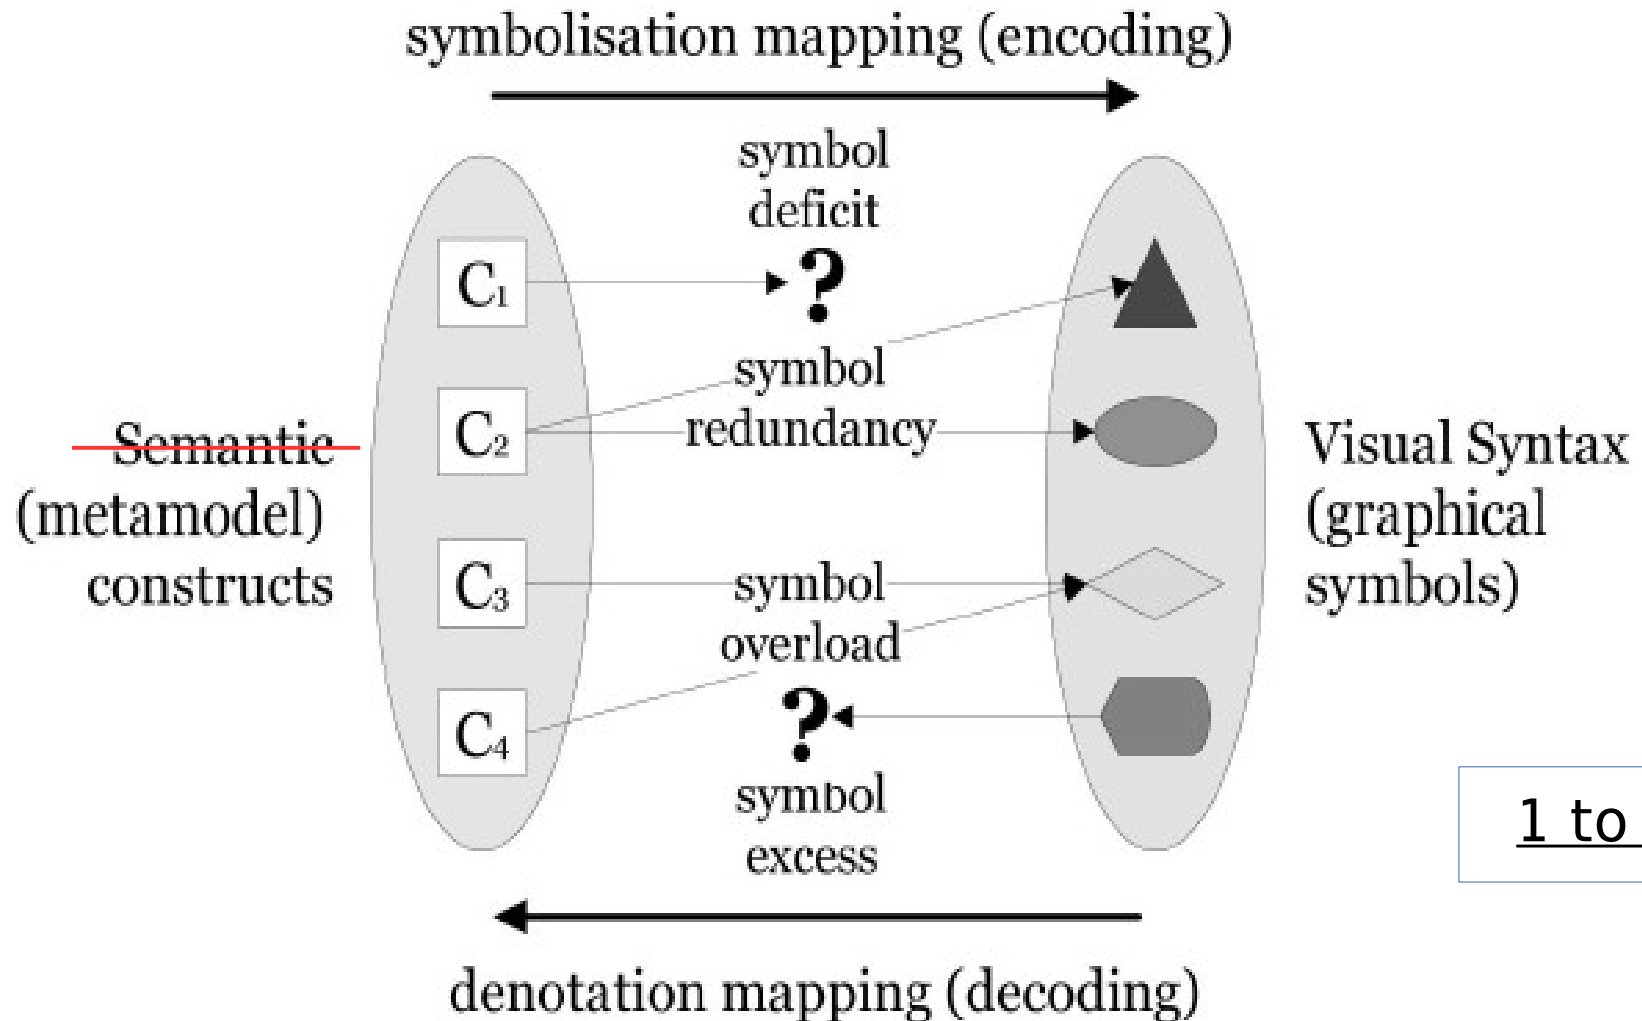 symbolisation mapping (encoding)
symbol
deficit
C₁
?
symbol
C₂
redundancy
Semantic
(metamodel)
constructs
Visual Syntax
(graphical
symbols)
C₃
symbol
overload
C₄
?
symbol
excess
1 to
denotation mapping (decoding)